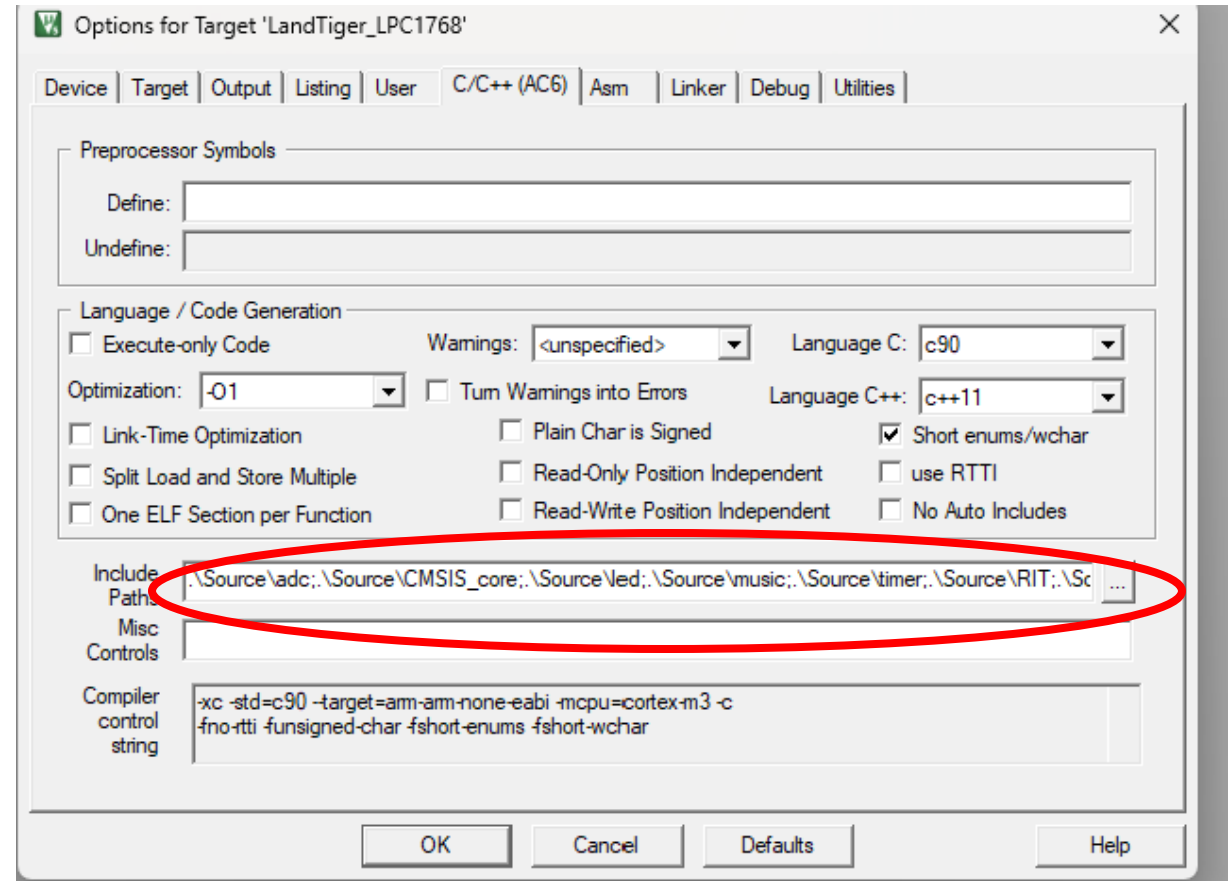 Options for Target 'LandTiger_LPC1768'
Device Target Output Listing User C/C++ (AC6) Asm Linker Debug Utilities
Preprocessor Symbols
Define:
Undefine:
Language / Code Generation
Execute-only Code Warnings: <unspecified> Language C: c90
Optimization: -O1 Turn Warnings into Errors Language C++: c++11
Link-Time Optimization Plain Char is Signed Short enums/wchar
Split Load and Store Multiple Read-Only Position Independent use RTTI
One ELF Section per Function Read-Write Position Independent No Auto Includes
Include Paths .\Source\adc;.\Source\CMSIS_core;.\Source\led;.\Source\music;.\Source\timer;.\Source\RIT;.\Sc ...
Misc Controls
Compiler control string
-xc -std=c90 --target=arm-arm-none-eabi -mcpu=cortex-m3 -c
-fno-rtti -funsigned-char -fshort-enums -fshort-wchar
OK Cancel Defaults Help